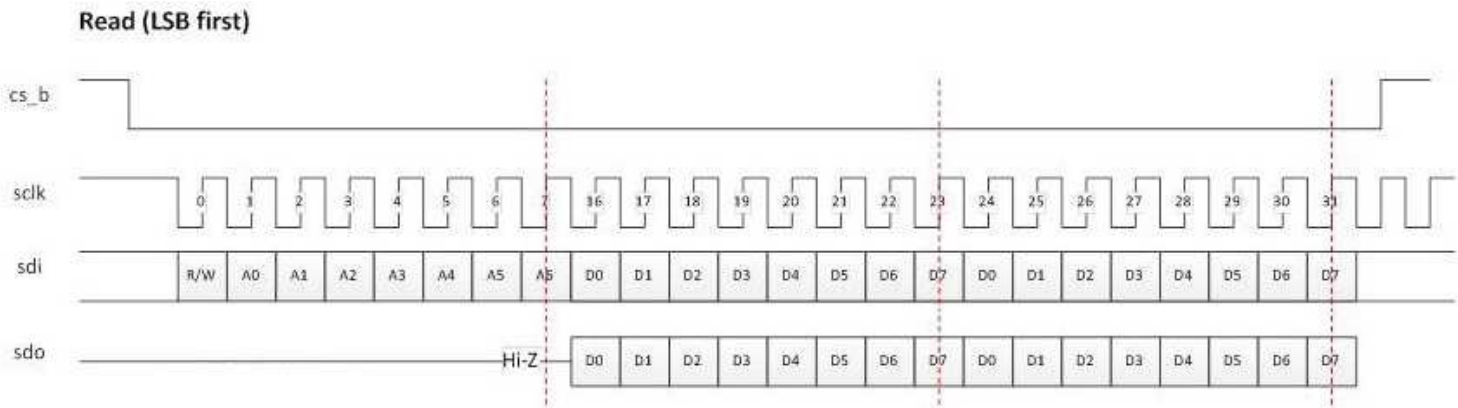 Read (LSB first)
cs_b
sclk 0 1 2 3 4 5 6 7 16 17 18 19 20 21 22 23 24 25 26 27 28 29 30 31
sdi R/W A0 A1 A2 A3 A4 A5 A6 D0 D1 D2 D3 D4 D5 D6 D7 D0 D1 D2 D3 D4 D5 D6 D7
sdo Hi-Z D0 D1 D2 D3 D4 D5 D6 D7 D0 D1 D2 D3 D4 D5 D6 D7